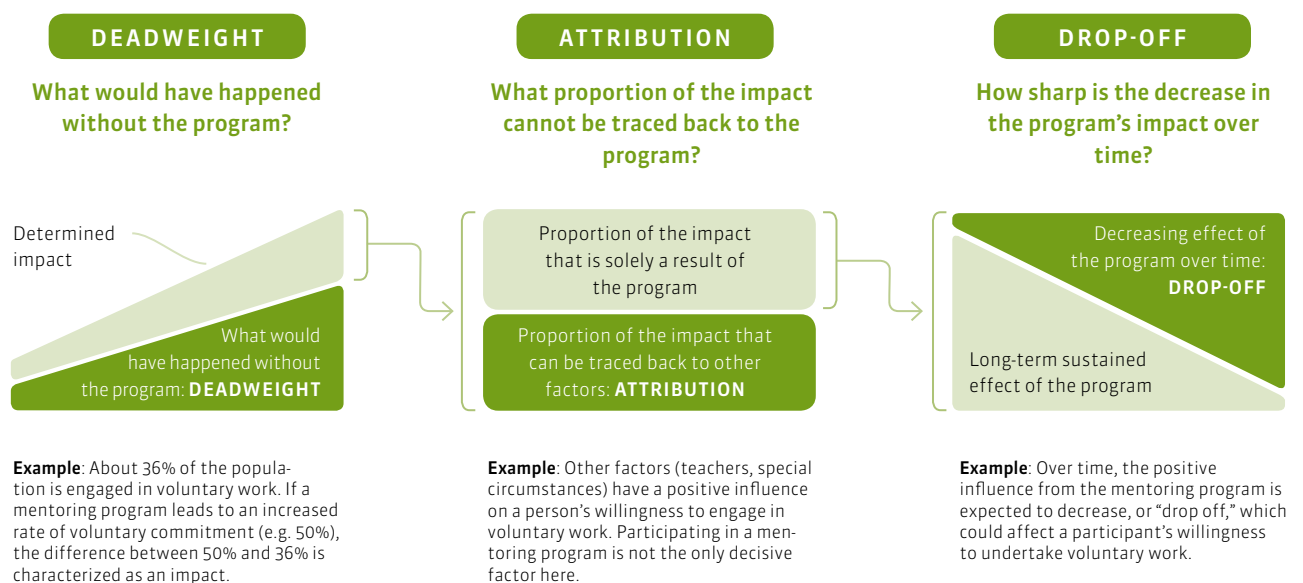 DEADWEIGHT
What would have happened
without the program?
Determined
impact
What would
have happened without
the program: DEADWEIGHT
Example: About 36% of the popula-
tion is engaged in voluntary work. If a
mentoring program leads to an increased
rate of voluntary commitment (e.g. 50%),
the difference between 50% and 36% is
characterized as an impact.
ATTRIBUTION
What proportion of the impact
cannot be traced back to the
program?
Proportion of the impact
that is solely a result of
the program
Proportion of the impact that
can be traced back to other
factors: ATTRIBUTION
Example: Other factors (teachers, special
circumstances) have a positive influence
on a person’s willingness to engage in
voluntary work. Participating in a men-
toring program is not the only decisive
factor here.
DROP-OFF
How sharp is the decrease in
the program’s impact over
time?
Decreasing effect of
the program over time:
DROP-OFF
Long-term sustained
effect of the program
Example: Over time, the positive
influence from the mentoring program is
expected to decrease, or “drop off,” which
could affect a participant’s willingness
to undertake voluntary work.